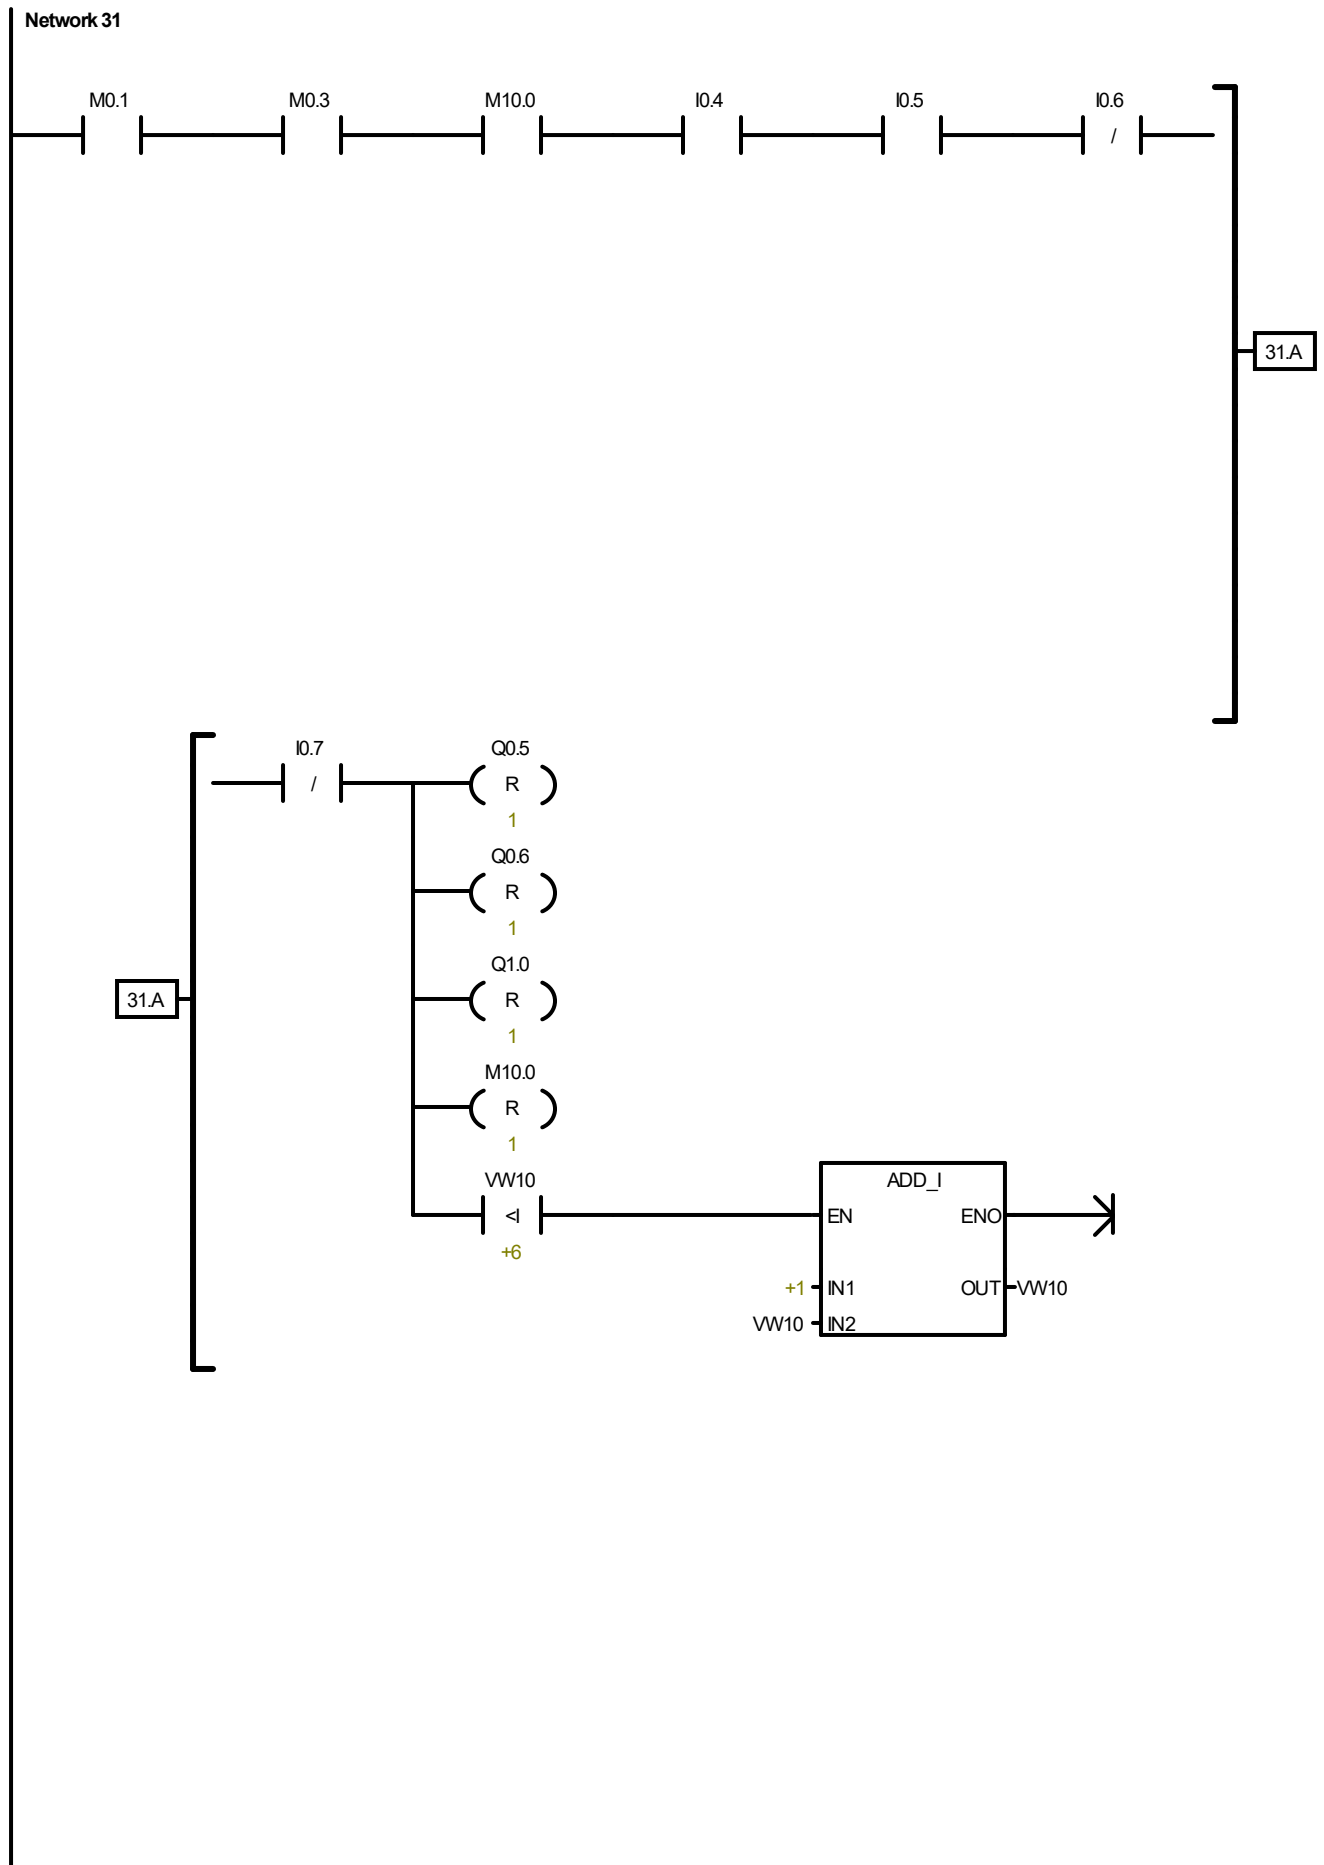 Network 31
M0.1 M0.3 M10.0 I0.4 I0.5 I0.6
/
31.A
I0.7 Q0.5
/ R
1
Q0.6
R
1
Q1.0
R
31.A
1
M10.0
R
1
VW10 ADD_I
<I EN ENO
+6
+1 IN1 OUT VW10
VW10 IN2